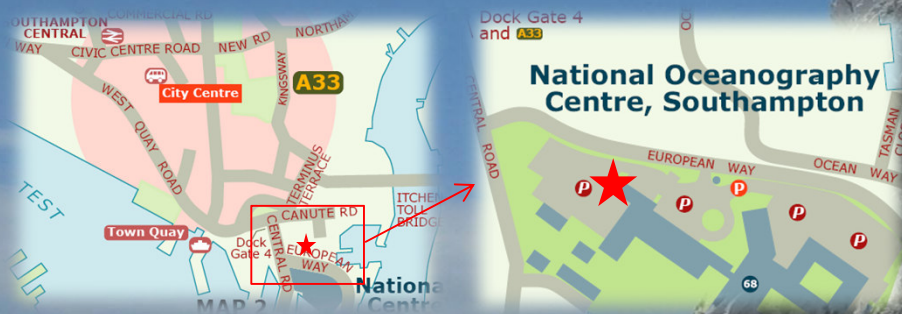 COMMERCIAL RD
SOUTHAMPTON
CENTRAL
WAY
CIVIC CENTRE ROAD
NEW RD
NORTHAM
KINGSWAY
A33
City Centre
WEST QUAY ROAD
TERMINUS
TERRACE
TEST
ITCHEN
TOLL
BRIDGE
CANUTE RD
Town Quay
Dock
Gate 4
CENTRAL RD
EUROPEAN
WAY
National
Centre
MAP 2
Dock Gate 4
and A33
National Oceanography
Centre, Southampton
CENTRAL ROAD
TASMAN
EUROPEAN WAY
OCEAN WAY
P
P
P
P
P
68